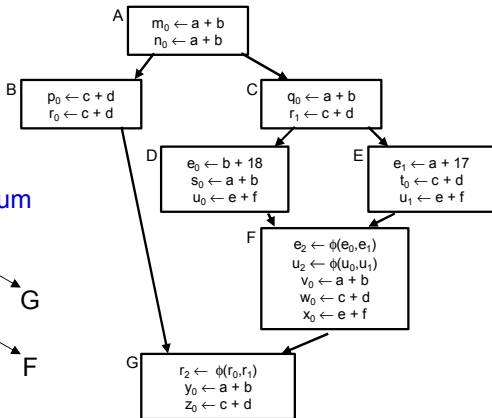 A
m₀ ← a + b
n₀ ← a + b
B
p₀ ← c + d
r₀ ← c + d
C
q₀ ← a + b
r₁ ← c + d
D
e₀ ← b + 18
s₀ ← a + b
u₀ ← e + f
E
e₁ ← a + 17
t₀ ← c + d
u₁ ← e + f
F
e₂ ← ϕ(e₀,e₁)
u₂ ← ϕ(u₀,u₁)
v₀ ← a + b
w₀ ← c + d
x₀ ← e + f
G
r₂ ← ϕ(r₀,r₁)
y₀ ← a + b
z₀ ← c + d
G
F